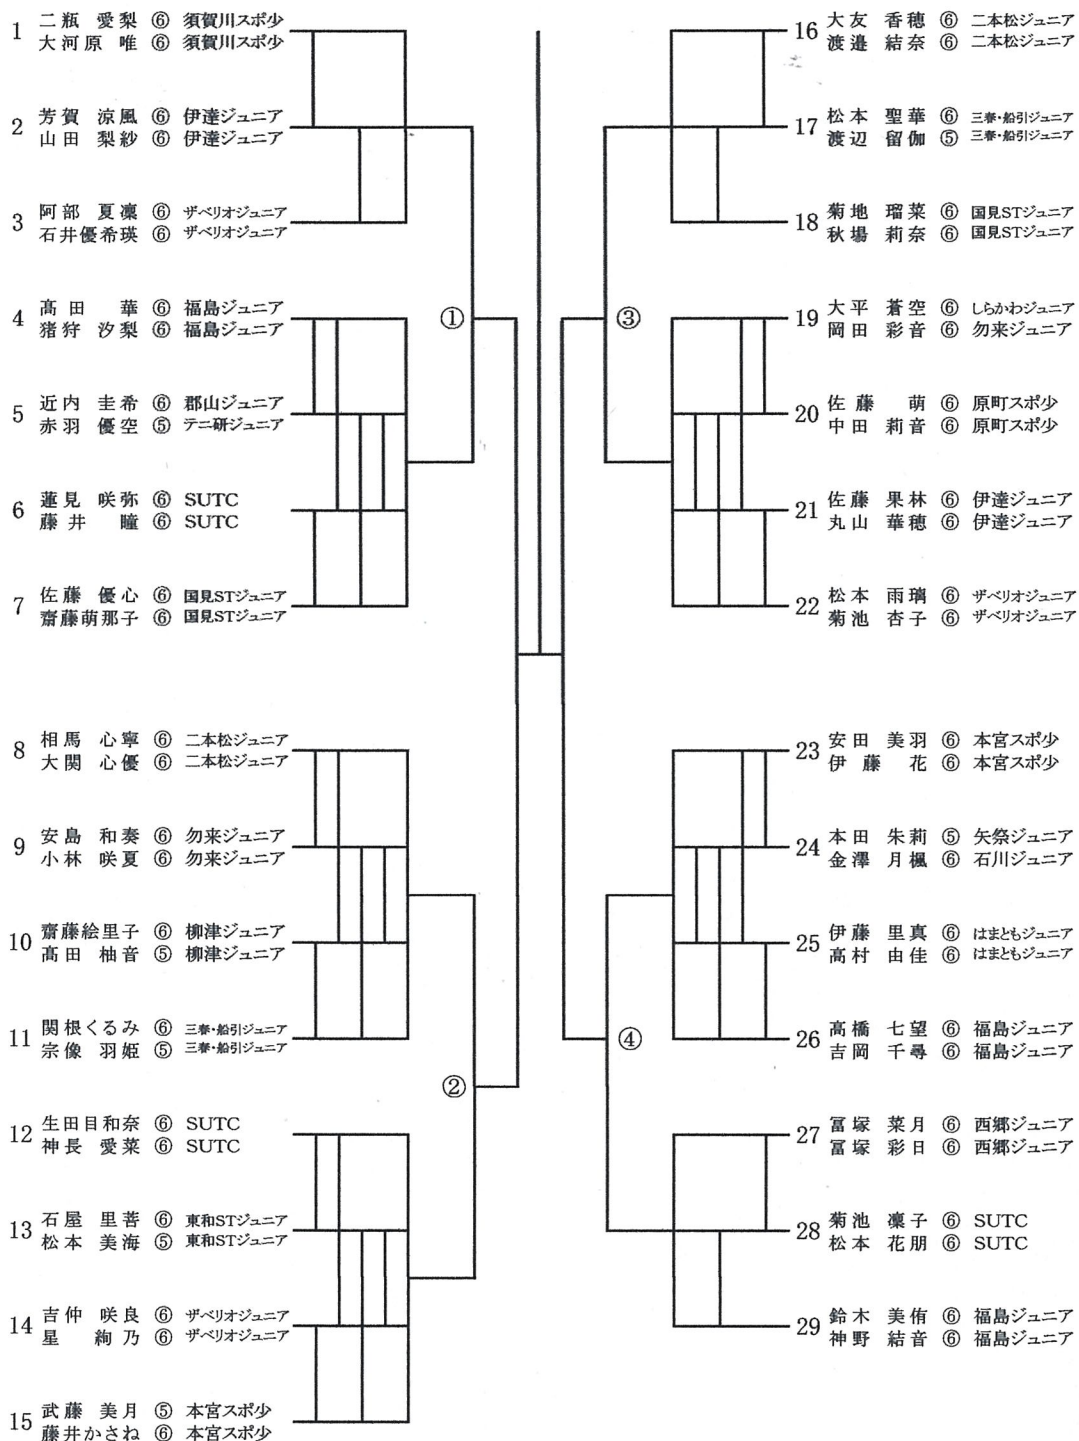 1
二瓶 愛梨 ⑥ 須賀川スポ少
大河原 唯 ⑥ 須賀川スポ少
2
芳賀 涼風 ⑥ 伊達ジュニア
山田 梨紗 ⑥ 伊達ジュニア
3
阿部 夏凛 ⑥ ザベリオジュニア
石井優希瑛 ⑥ ザベリオジュニア
4
髙田 華 ⑥ 福島ジュニア
猪狩 汐梨 ⑥ 福島ジュニア
5
近内 圭希 ⑥ 郡山ジュニア
赤羽 優空 ⑤ テニ研ジュニア
6
蓮見 咲弥 ⑥ SUTC
藤井 瞳 ⑥ SUTC
7
佐藤 優心 ⑥ 国見STジュニア
齋藤萌那子 ⑥ 国見STジュニア
①
8
相馬 心寧 ⑥ 二本松ジュニア
大関 心優 ⑥ 二本松ジュニア
9
安島 和奏 ⑥ 勿来ジュニア
小林 咲夏 ⑥ 勿来ジュニア
10
齋藤絵里子 ⑥ 柳津ジュニア
髙田 柚音 ⑤ 柳津ジュニア
11
関根くるみ ⑥ 三春・船引ジュニア
宗像 羽姫 ⑤ 三春・船引ジュニア
12
生田目和奈 ⑥ SUTC
神長 愛菜 ⑥ SUTC
13
石屋 里菩 ⑥ 東和STジュニア
松本 美海 ⑤ 東和STジュニア
14
吉仲 咲良 ⑥ ザベリオジュニア
星 絢乃 ⑥ ザベリオジュニア
15
武藤 美月 ⑤ 本宮スポ少
藤井かさね ⑥ 本宮スポ少
②
16
大友 香穂 ⑥ 二本松ジュニア
渡邉 結奈 ⑥ 二本松ジュニア
17
松本 聖華 ⑥ 三春・船引ジュニア
渡辺 留伽 ⑤ 三春・船引ジュニア
18
菊地 瑠菜 ⑥ 国見STジュニア
秋場 莉奈 ⑥ 国見STジュニア
19
大平 蒼空 ⑥ しらかわジュニア
岡田 彩音 ⑥ 勿来ジュニア
20
佐藤 萌 ⑥ 原町スポ少
中田 莉音 ⑥ 原町スポ少
21
佐藤 果林 ⑥ 伊達ジュニア
丸山 華穂 ⑥ 伊達ジュニア
22
松本 雨璃 ⑥ ザベリオジュニア
菊池 杏子 ⑥ ザベリオジュニア
③
23
安田 美羽 ⑥ 本宮スポ少
伊藤 花 ⑥ 本宮スポ少
24
本田 朱莉 ⑤ 矢祭ジュニア
金澤 月楓 ⑥ 石川ジュニア
25
伊藤 里真 ⑥ はまともジュニア
高村 由佳 ⑥ はまともジュニア
26
高橋 七望 ⑥ 福島ジュニア
吉岡 千尋 ⑥ 福島ジュニア
27
冨塚 菜月 ⑥ 西郷ジュニア
冨塚 彩日 ⑥ 西郷ジュニア
28
菊池 凜子 ⑥ SUTC
松本 花朋 ⑥ SUTC
29
鈴木 美侑 ⑥ 福島ジュニア
神野 結音 ⑥ 福島ジュニア
④